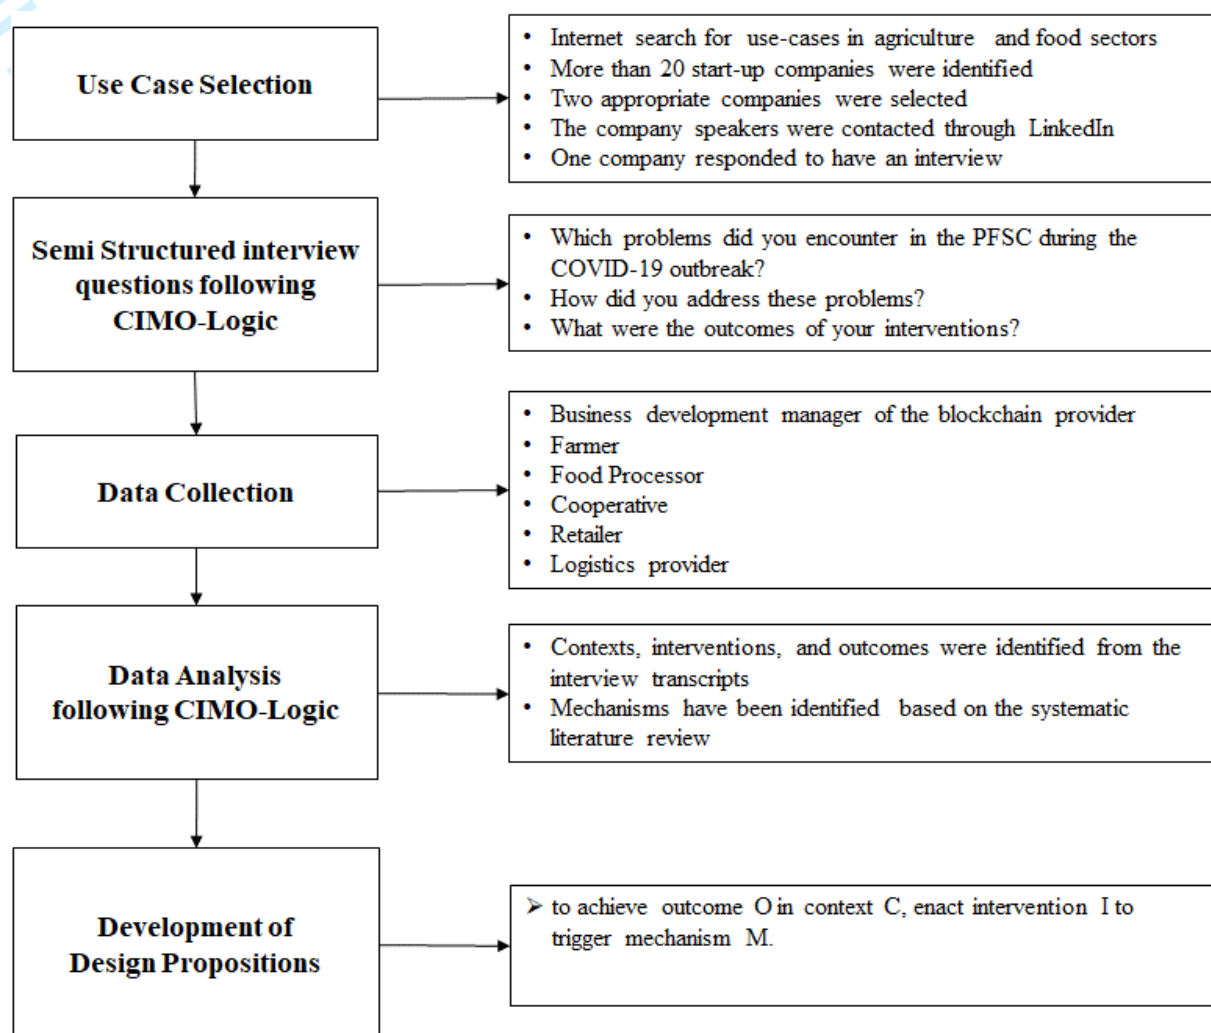 Use Case Selection
• Internet search for use-cases in agriculture and food sectors
• More than 20 start-up companies were identified
• Two appropriate companies were selected
• The company speakers were contacted through LinkedIn
• One company responded to have an interview
Semi Structured interview
questions following
CIMO-Logic
• Which problems did you encounter in the PFSC during the
COVID-19 outbreak?
• How did you address these problems?
• What were the outcomes of your interventions?
Data Collection
• Business development manager of the blockchain provider
• Farmer
• Food Processor
• Cooperative
• Retailer
• Logistics provider
Data Analysis
following CIMO-Logic
• Contexts, interventions, and outcomes were identified from the
interview transcripts
• Mechanisms have been identified based on the systematic
literature review
Development of
Design Propositions
➢ to achieve outcome O in context C, enact intervention I to
trigger mechanism M.